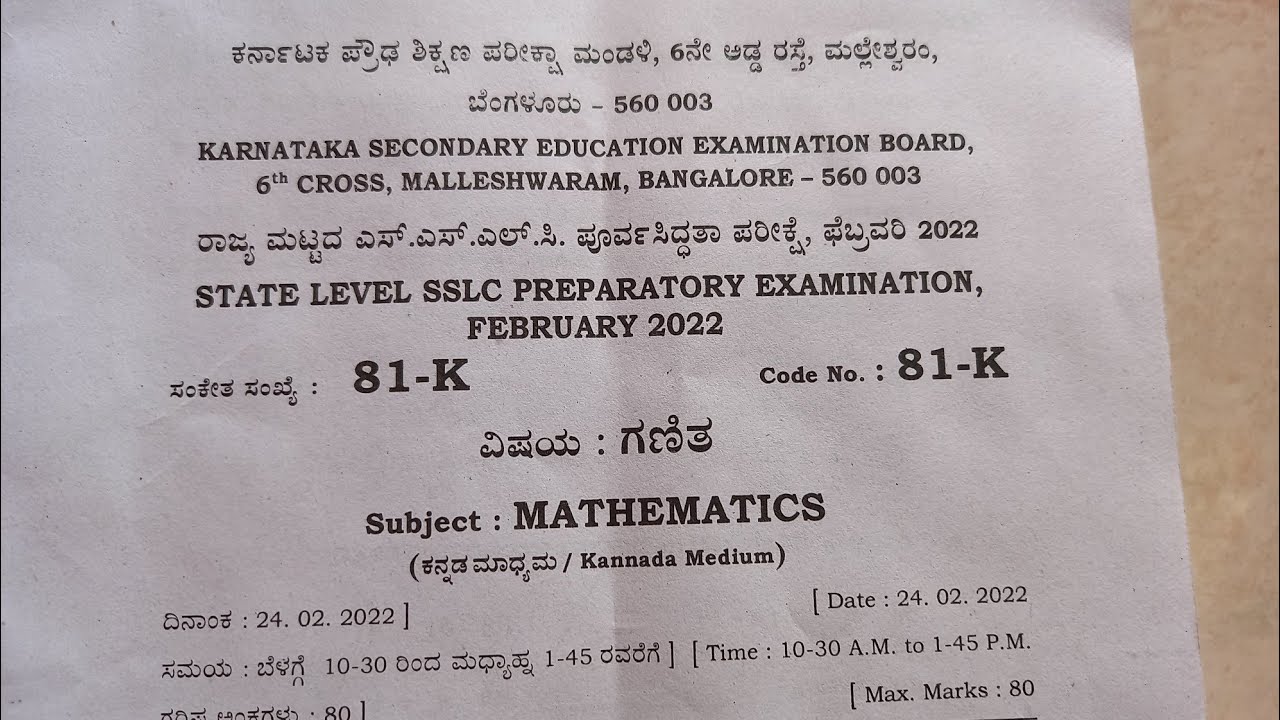 ಕರ್ನಾಟಕ ಪ್ರೌಢ ಶಿಕ್ಷಣ ಪರೀಕ್ಷಾ ಮಂಡಳಿ, 6ನೇ ಅಡ್ಡ ರಸ್ತೆ, ಮಲ್ಲೇಶ್ವರಂ,
ಬೆಂಗಳೂರು – 560 003
KARNATAKA SECONDARY EDUCATION EXAMINATION BOARD,
6th CROSS, MALLESHWARAM, BANGALORE – 560 003
ರಾಜ್ಯ ಮಟ್ಟದ ಎಸ್.ಎಸ್.ಎಲ್.ಸಿ. ಪೂರ್ವಸಿದ್ಧತಾ ಪರೀಕ್ಷೆ, ಫೆಬ್ರವರಿ 2022
STATE LEVEL SSLC PREPARATORY EXAMINATION,
FEBRUARY 2022
ಸಂಕೇತ ಸಂಖ್ಯೆ : 81-K Code No. : 81-K
ವಿಷಯ : ಗಣಿತ
Subject : MATHEMATICS
(ಕನ್ನಡ ಮಾಧ್ಯಮ / Kannada Medium)
ದಿನಾಂಕ : 24. 02. 2022 ] [ Date : 24. 02. 2022
ಸಮಯ : ಬೆಳಗ್ಗೆ 10-30 ರಿಂದ ಮಧ್ಯಾಹ್ನ 1-45 ರವರೆಗೆ ] [ Time : 10-30 A.M. to 1-45 P.M.
ಗರಿಷ್ಠ ಅಂಕಗಳು : 80 ] [ Max. Marks : 80